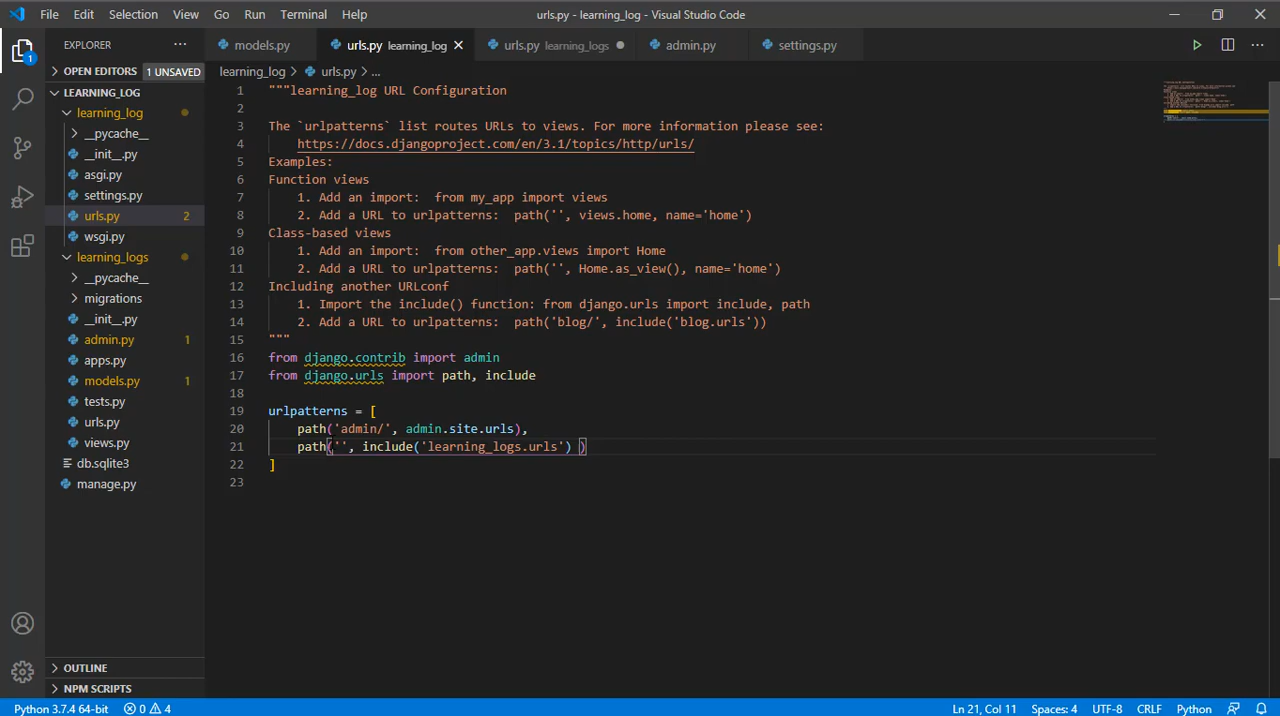 File Edit Selection View Go Run Terminal Help
urls.py - learning_log - Visual Studio Code
EXPLORER
models.py
urls.py learning_log
urls.py learning_logs
admin.py
settings.py
1
OPEN EDITORS 1 UNSAVED
LEARNING_LOG
learning_log
__pycache__
__init__.py
asgi.py
settings.py
urls.py 2
wsgi.py
learning_logs
__pycache__
migrations
__init__.py
admin.py 1
apps.py
models.py 1
tests.py
urls.py
views.py
db.sqlite3
manage.py
OUTLINE
NPM SCRIPTS
learning_log > urls.py > ...
1 """learning_log URL Configuration
2
3 The `urlpatterns` list routes URLs to views. For more information please see:
4 https://docs.djangoproject.com/en/3.1/topics/http/urls/
5 Examples:
6 Function views
7 1. Add an import:  from my_app import views
8 2. Add a URL to urlpatterns:  path('', views.home, name='home')
9 Class-based views
10 1. Add an import:  from other_app.views import Home
11 2. Add a URL to urlpatterns:  path('', Home.as_view(), name='home')
12 Including another URLconf
13 1. Import the include() function: from django.urls import include, path
14 2. Add a URL to urlpatterns:  path('blog/', include('blog.urls'))
15 """
16 from django.contrib import admin
17 from django.urls import path, include
18
19 urlpatterns = [
20 path('admin/', admin.site.urls),
21 path('', include('learning_logs.urls') )
22 ]
23
Python 3.7.4 64-bit 0 4
Ln 21, Col 11 Spaces: 4 UTF-8 CRLF Python